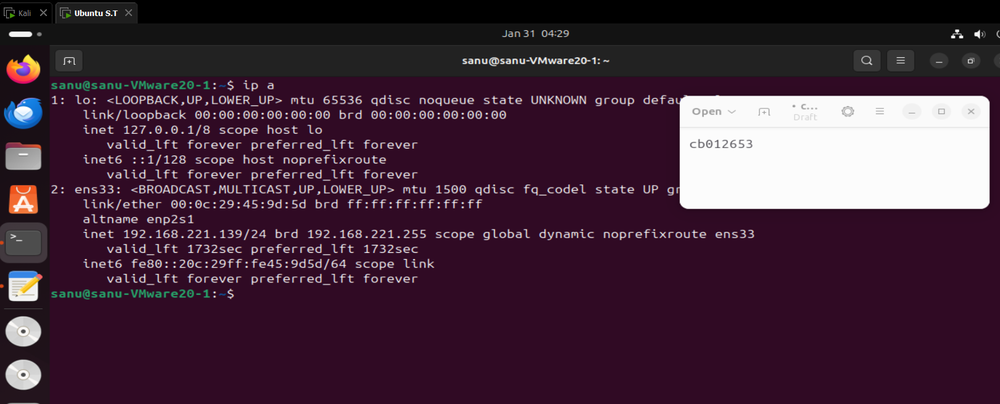 Kali
Ubuntu S.T
Jan 31 04:29
sanu@sanu-VMware20-1: ~
sanu@sanu-VMware20-1:~$ ip a
1: lo: <LOOPBACK,UP,LOWER_UP> mtu 65536 qdisc noqueue state UNKNOWN group
link/loopback 00:00:00:00:00:00 brd 00:00:00:00:00:00
inet 127.0.0.1/8 scope host lo
valid_lft forever preferred_lft forever
inet6 ::1/128 scope host noprefixroute
valid_lft forever preferred_lft forever
2: ens33: <BROADCAST,MULTICAST,UP,LOWER_UP> mtu 1500 qdisc fq_codel state UP
link/ether 00:0c:29:45:9d:5d brd ff:ff:ff:ff:ff:ff
altname enp2s1
inet 192.168.221.139/24 brd 192.168.221.255 scope global dynamic noprefixroute ens33
valid_lft 1732sec preferred_lft 1732sec
inet6 fe80::20c:29ff:fe45:9d5d/64 scope link
valid_lft forever preferred_lft forever
sanu@sanu-VMware20-1:~$
Open
• c...
Draft
cb012653